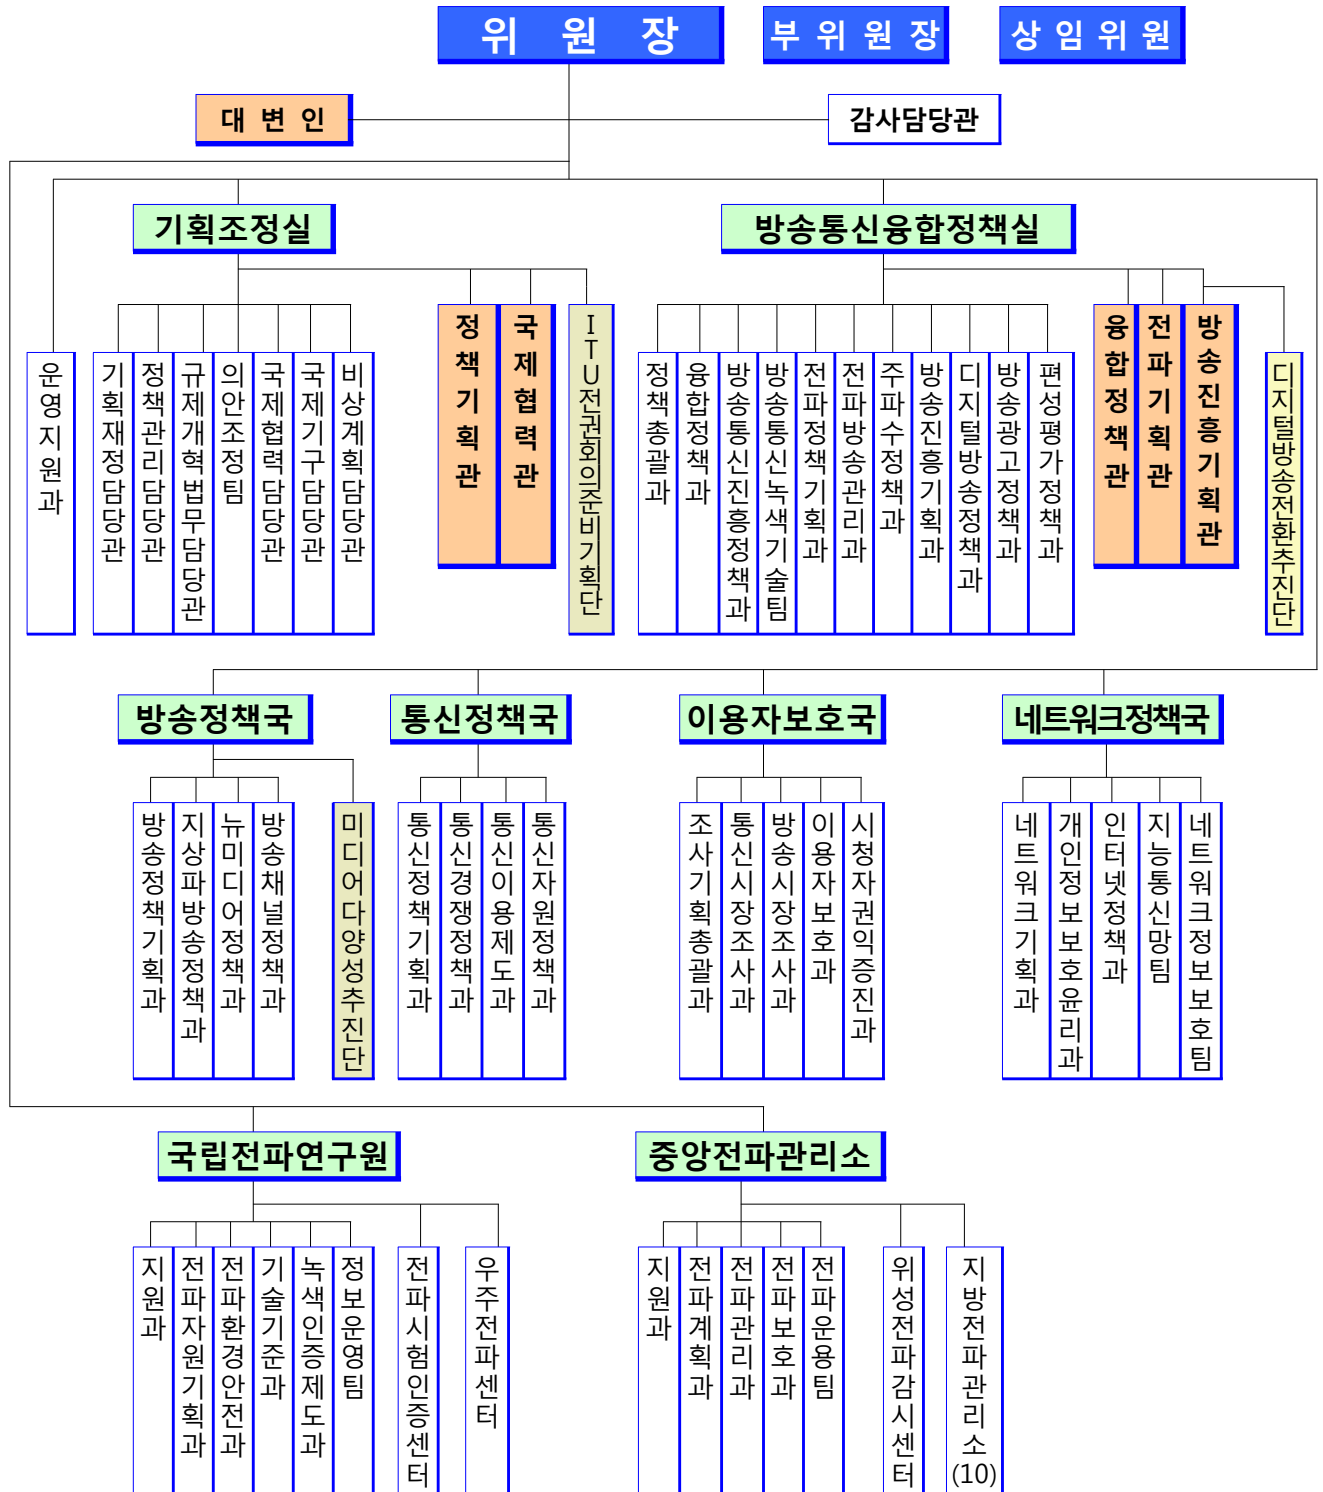 위 원 장
부 위 원 장
상 임 위 원
대 변 인
감사담당관
기획조정실
방송통신융합정책실
운영지원과
기획재정담당관
정책관리담당관
규제개혁법무담당관
의안조정팀
국제협력담당관
국제기구담당관
비상계획담당관
정책기획관
국제협력관
ITU전권회의준비기획단
정책총괄과
융합정책과
방송통신진흥정책과
방송통신녹색기술팀
전파정책기획과
전파방송관리과
주파수정책과
방송진흥기획과
디지털방송정책과
방송광고정책과
편성평가정책과
융합정책관
전파기획관
방송진흥기획관
디지털방송전환추진단
방송정책국
통신정책국
이용자보호국
네트워크정책국
방송정책기획과
지상파방송정책과
뉴미디어정책과
방송채널정책과
미디어다양성추진단
통신정책기획과
통신경쟁정책과
통신이용제도과
통신자원정책과
조사기획총괄과
통신시장조사과
방송시장조사과
이용자보호과
시청자권익증진과
네트워크기획과
개인정보보호윤리과
인터넷정책과
지능통신망팀
네트워크정보보호팀
국립전파연구원
중앙전파관리소
지원과
전파자원기획과
전파환경안전과
기술기준과
녹색인증제도과
정보운영팀
전파시험인증센터
우주전파센터
지원과
전파계획과
전파관리과
전파보호과
전파운용팀
위성전파감시센터
지방전파관리소(10)